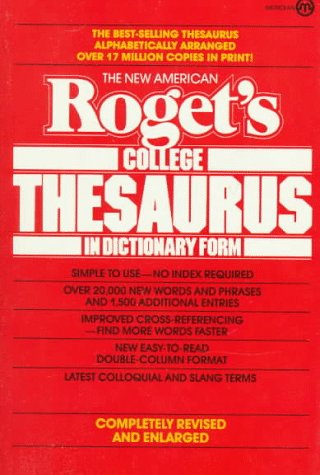 MERIDIAN
THE BEST-SELLING THESAURUS
ALPHABETICALLY ARRANGED
OVER 17 MILLION COPIES IN PRINT!
THE NEW AMERICAN
Roget's
COLLEGE
THESAURUS
IN DICTIONARY FORM
SIMPLE TO USE—NO INDEX REQUIRED
OVER 20,000 NEW WORDS AND PHRASES
AND 1,500 ADDITIONAL ENTRIES
IMPROVED CROSS-REFERENCING
—FIND MORE WORDS FASTER
NEW EASY-TO-READ
DOUBLE-COLUMN FORMAT
LATEST COLLOQUIAL AND SLANG TERMS
COMPLETELY REVISED
AND ENLARGED